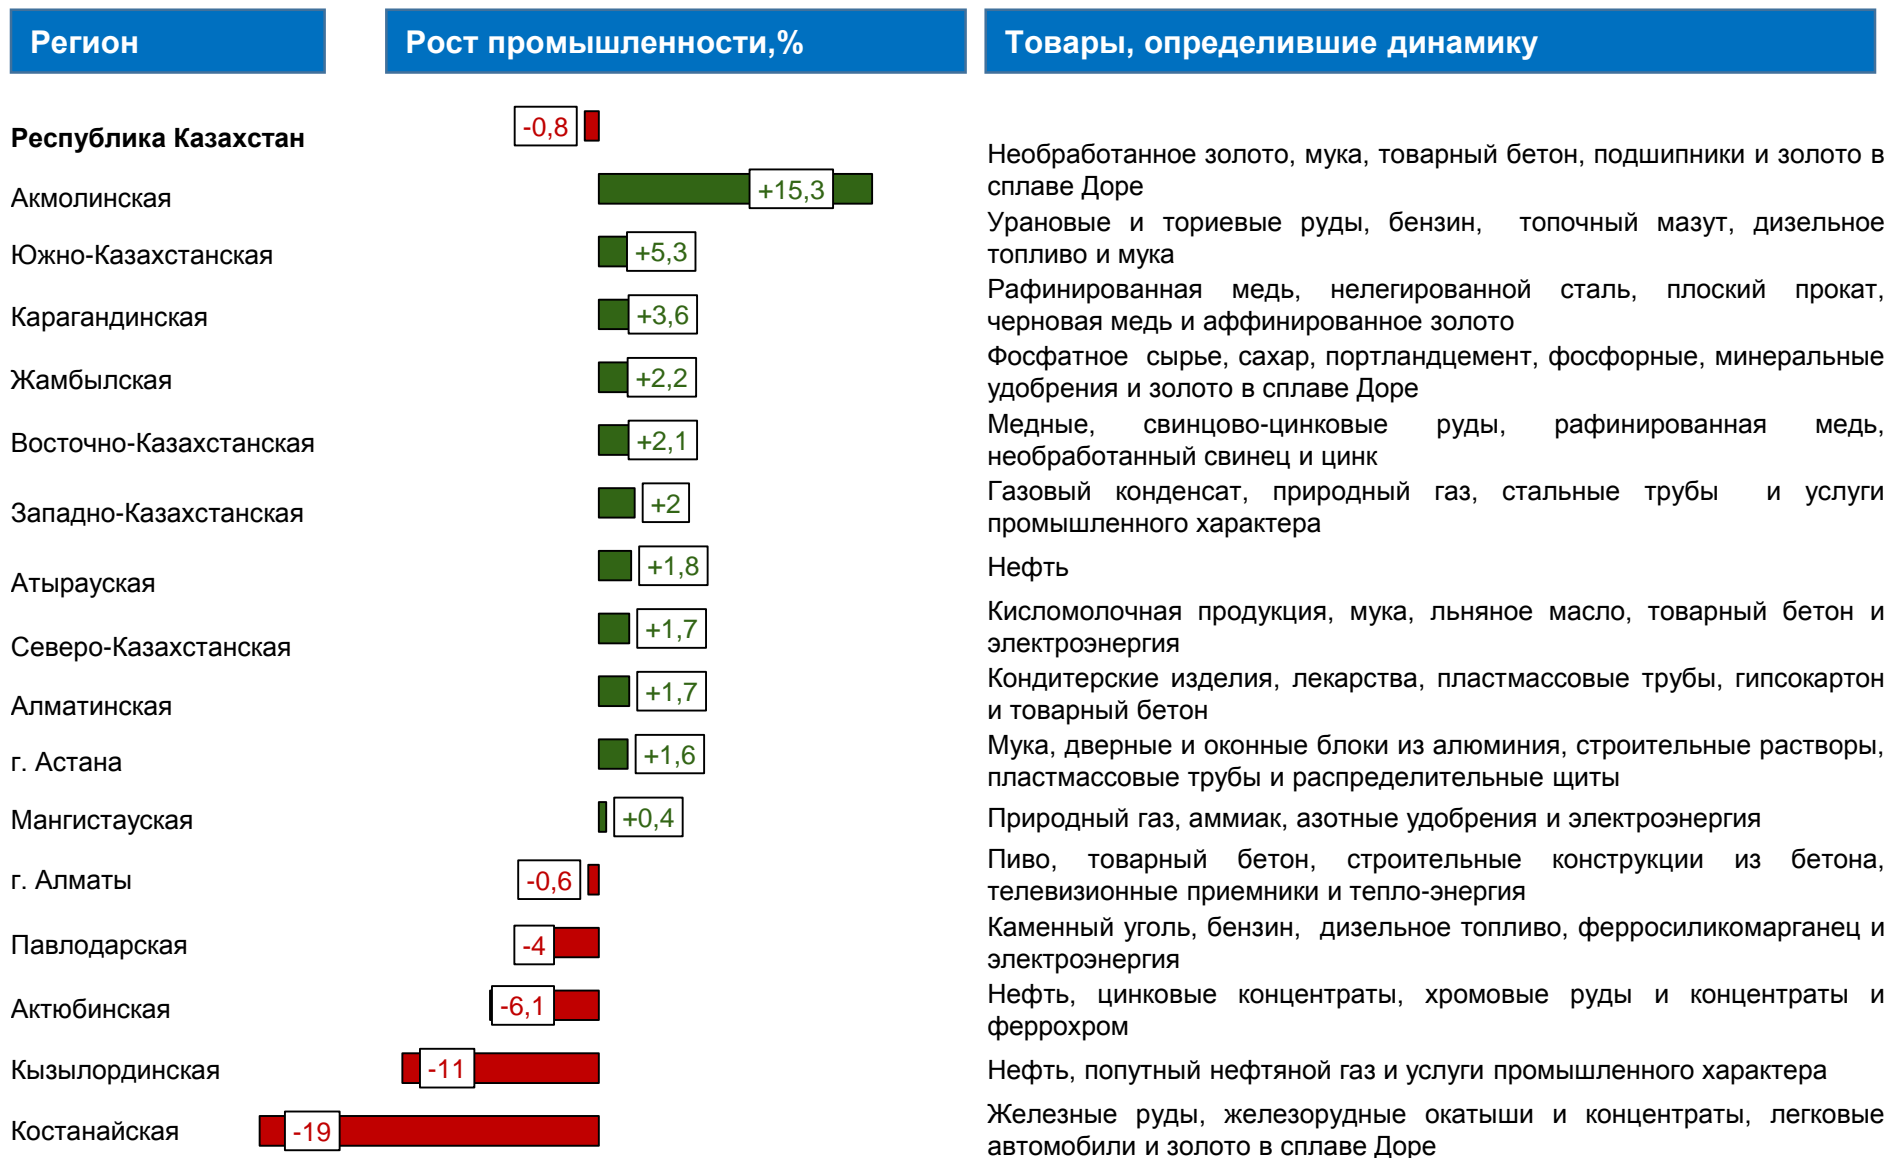 Регион
Рост промышленности,%
Товары, определившие динамику
Республика Казахстан
-0,8
Акмолинская
+15,3
Необработанное золото, мука, товарный бетон, подшипники и золото в
сплаве Доре
Южно-Казахстанская
+5,3
Урановые и ториевые руды, бензин, топочный мазут, дизельное
топливо и мука
Карагандинская
+3,6
Рафинированная медь, нелегированной сталь, плоский прокат,
черновая медь и аффинированное золото
Жамбылская
+2,2
Фосфатное сырье, сахар, портландцемент, фосфорные, минеральные
удобрения и золото в сплаве Доре
Восточно-Казахстанская
+2,1
Медные, свинцово-цинковые руды, рафинированная медь,
необработанный свинец и цинк
Западно-Казахстанская
+2
Газовый конденсат, природный газ, стальные трубы и услуги
промышленного характера
Атырауская
+1,8
Нефть
Северо-Казахстанская
+1,7
Кисломолочная продукция, мука, льняное масло, товарный бетон и
электроэнергия
Алматинская
+1,7
Кондитерские изделия, лекарства, пластмассовые трубы, гипсокартон
и товарный бетон
г. Астана
+1,6
Мука, дверные и оконные блоки из алюминия, строительные растворы,
пластмассовые трубы и распределительные щиты
Мангистауская
+0,4
Природный газ, аммиак, азотные удобрения и электроэнергия
г. Алматы
-0,6
Пиво, товарный бетон, строительные конструкции из бетона,
телевизионные приемники и тепло-энергия
Павлодарская
-4
Каменный уголь, бензин, дизельное топливо, ферросиликомарганец и
электроэнергия
Актюбинская
-6,1
Нефть, цинковые концентраты, хромовые руды и концентраты и
феррохром
Кызылординская
-11
Нефть, попутный нефтяной газ и услуги промышленного характера
Костанайская
-19
Железные руды, железорудные окатыши и концентраты, легковые
автомобили и золото в сплаве Доре